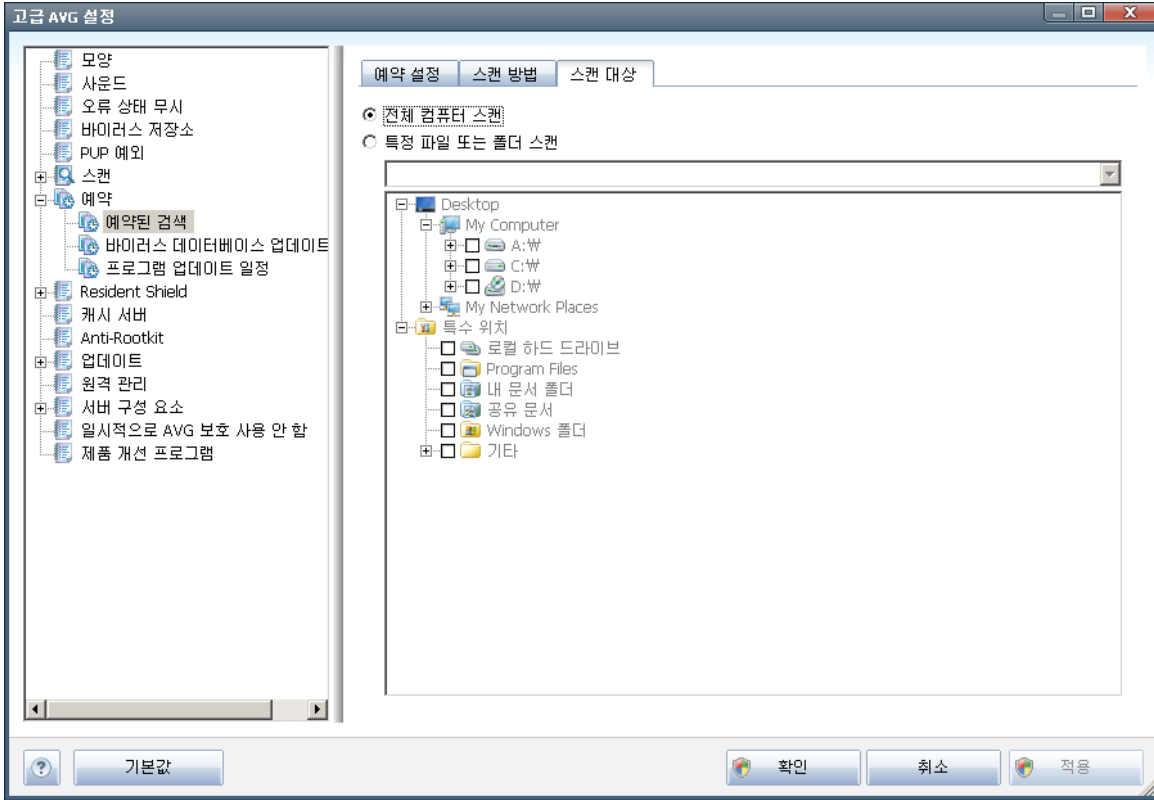 고급 AVG 설정
모양
사운드
오류 상태 무시
바이러스 저장소
PUP 예외
스캔
예약
예약된 검색
바이러스 데이터베이스 업데이트
프로그램 업데이트 일정
Resident Shield
캐시 서버
Anti-Rootkit
업데이트
원격 관리
서버 구성 요소
일시적으로 AVG 보호 사용 안 함
제품 개선 프로그램
예약 설정 스캔 방법 스캔 대상
전체 컴퓨터 스캔
특정 파일 또는 폴더 스캔
Desktop
My Computer
A:₩
C:₩
D:₩
My Network Places
특수 위치
로컬 하드 드라이브
Program Files
내 문서 폴더
공유 문서
Windows 폴더
기타
? 기본값 확인 취소 적용